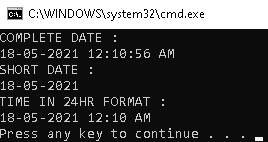 C:\WINDOWS\system32\cmd.exe
COMPLETE DATE :
18-05-2021 12:10:56 AM
SHORT DATE :
18-05-2021
TIME IN 24HR FORMAT :
18-05-2021 12:10 AM
Press any key to continue . . .